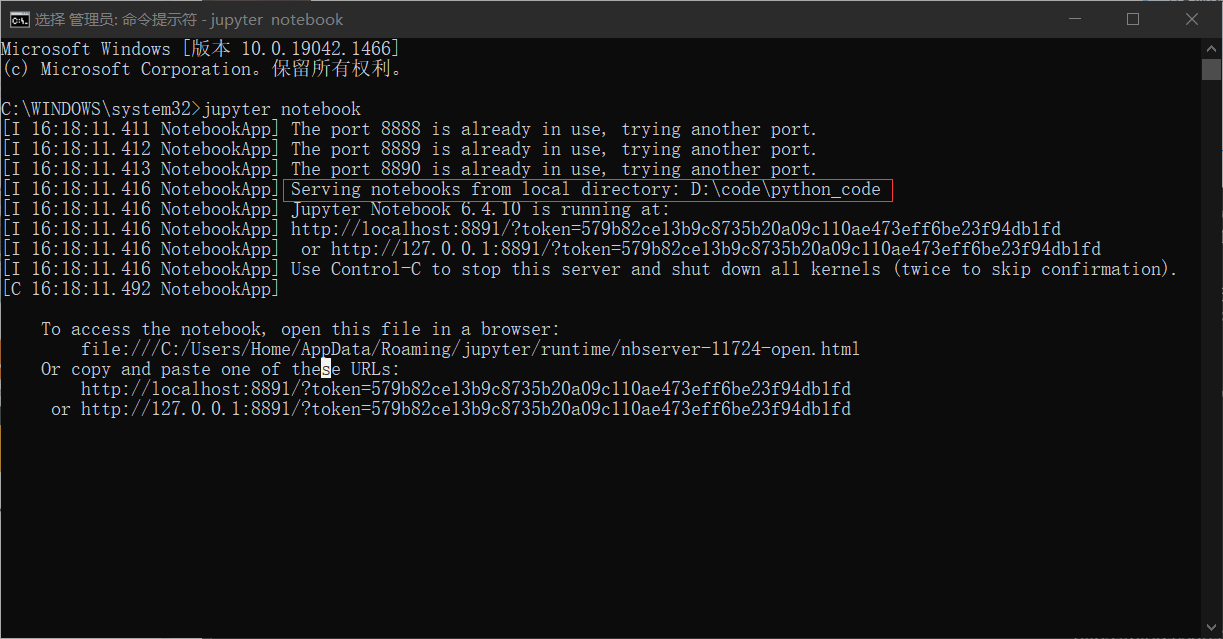 选择 管理员: 命令提示符 - jupyter notebook
Microsoft Windows [版本 10.0.19042.1466]
(c) Microsoft Corporation。保留所有权利。
C:\WINDOWS\system32>jupyter notebook
[I 16:18:11.411 NotebookApp] The port 8888 is already in use, trying another port.
[I 16:18:11.412 NotebookApp] The port 8889 is already in use, trying another port.
[I 16:18:11.413 NotebookApp] The port 8890 is already in use, trying another port.
[I 16:18:11.416 NotebookApp] Serving notebooks from local directory: D:\code\python_code
[I 16:18:11.416 NotebookApp] Jupyter Notebook 6.4.10 is running at:
[I 16:18:11.416 NotebookApp] http://localhost:8891/?token=579b82ce13b9c8735b20a09c110ae473eff6be23f94db1fd
[I 16:18:11.416 NotebookApp]  or http://127.0.0.1:8891/?token=579b82ce13b9c8735b20a09c110ae473eff6be23f94db1fd
[I 16:18:11.416 NotebookApp] Use Control-C to stop this server and shut down all kernels (twice to skip confirmation).
[C 16:18:11.492 NotebookApp]
To access the notebook, open this file in a browser:
file:///C:/Users/Home/AppData/Roaming/jupyter/runtime/nbserver-11724-open.html
Or copy and paste one of these URLs:
http://localhost:8891/?token=579b82ce13b9c8735b20a09c110ae473eff6be23f94db1fd
or http://127.0.0.1:8891/?token=579b82ce13b9c8735b20a09c110ae473eff6be23f94db1fd